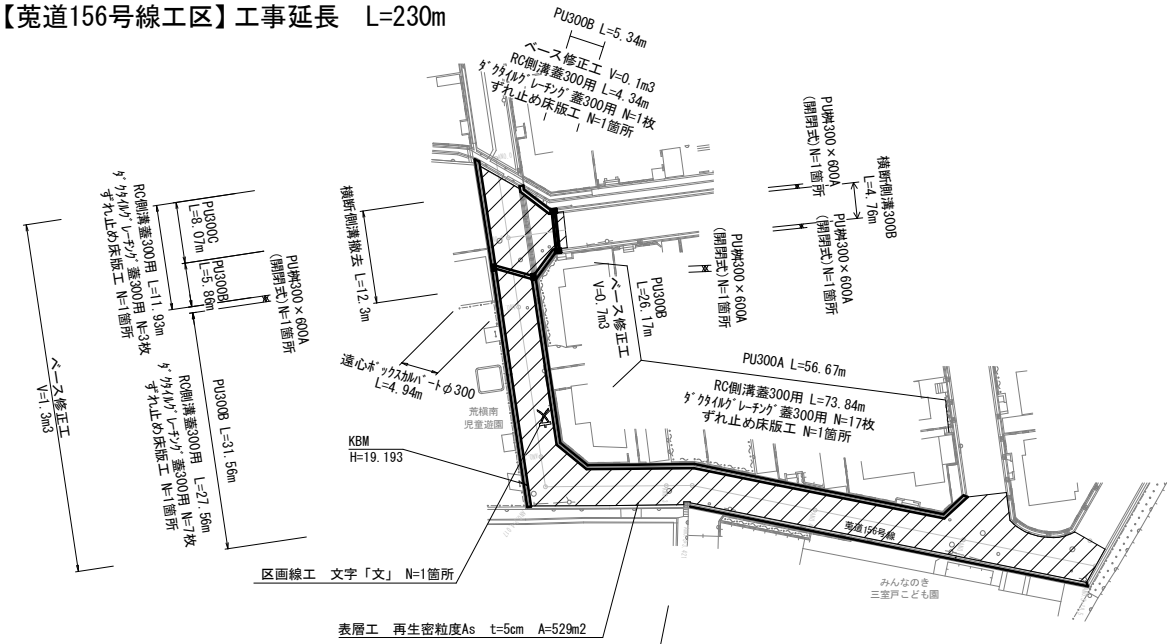 【莵道156号線工区】工事延長　L=230m
PU300B L=5.34m
ベース修正工 V=0.1m3
RC側溝蓋300用 L=4.34m
ダクタイルグレーチング蓋300用 N=1枚
ずれ止め床版工 N=1箇所
PU桝300×600A
(開閉式)N=1箇所
横断側溝300B
L=4.76m
PU桝300×600A
(開閉式)N=1箇所
PU桝300×600A
(開閉式)N=1箇所
横断側溝撤去 L=12.3m
PU300C
L=8.07m
RC側溝蓋300用 L=11.93m
ダクタイルグレーチング蓋300用 N=3枚
ずれ止め床版工 N=1箇所
PU300B
L=5.86m
PU桝300×600A
(開閉式)N=1箇所
ベース修正工
V=1.3m3
PU300B L=31.56m
RC側溝蓋300用 L=27.56m
ダクタイルグレーチング蓋300用 N=7枚
ずれ止め床版工 N=1箇所
遠心ボックスカルバートφ300
L=4.94m
荒槇南
児童遊園
KBM
H=19.193
PU300B
L=26.17m
ベース修正工
V=0.7m3
PU300A L=56.67m
RC側溝蓋300用 L=73.84m
ダクタイルグレーチング蓋300用 N=17枚
ずれ止め床版工 N=1箇所
文
莵道156号線
みんなのき
三室戸こども園
区画線工　文字「文」 N=1箇所
表層工　再生密粒度As　t=5cm　A=529m2